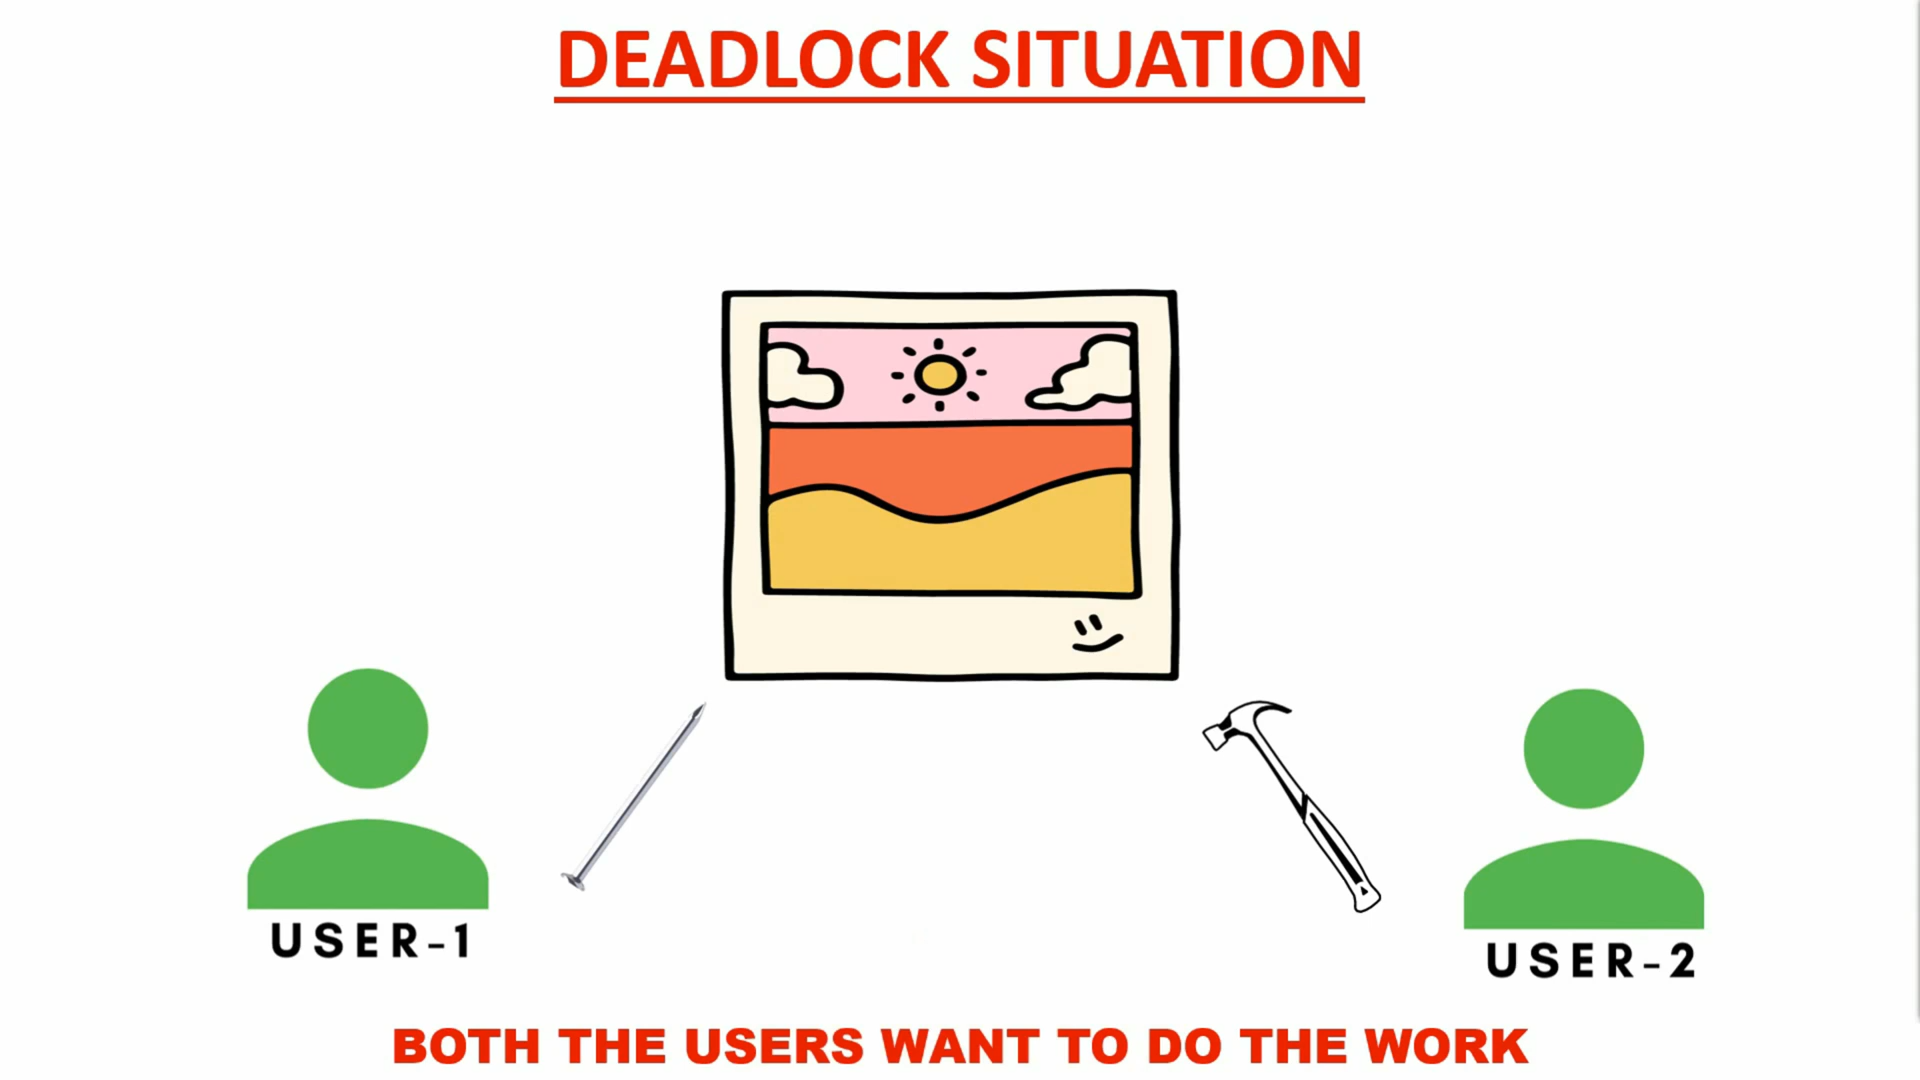 DEADLOCK SITUATION
USER-1
USER-2
BOTH THE USERS WANT TO DO THE WORK